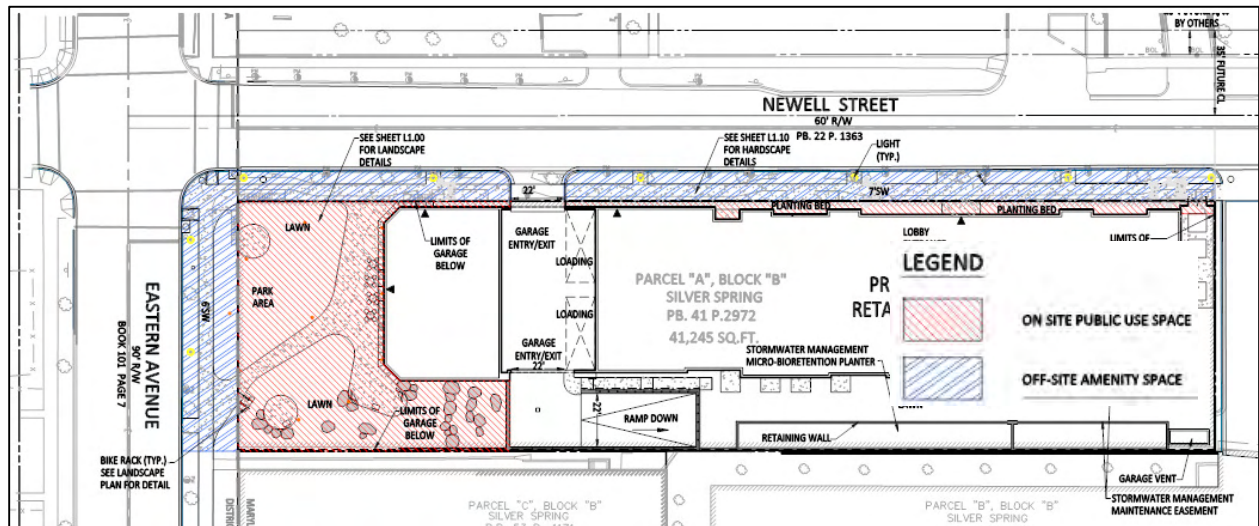 BY OTHERS
35' FUTURE CL
NEWELL STREET
60' R/W
PB. 22 P. 1363
SEE SHEET L1.00
FOR LANDSCAPE
DETAILS
SEE SHEET L1.10
FOR HARDSCAPE
DETAILS
LIGHT
(TYP.)
22'
7'SW
PLANTING BED
PLANTING BED
LAWN
LIMITS OF
GARAGE
BELOW
GARAGE
ENTRY/EXIT
LOADING
LOBBY
LIMITS OF
PARK
AREA
PARCEL "A", BLOCK "B"
SILVER SPRING
PB. 41 P.2972
41,245 SQ.FT.
PR
RETA
LEGEND
ON SITE PUBLIC USE SPACE
OFF-SITE AMENITY SPACE
EASTERN AVENUE
90' R/W
BOOK 101 PAGE 7
6'SW
LOADING
GARAGE
ENTRY/EXIT
22'
STORMWATER MANAGEMENT
MICRO-BIORETENTION PLANTER
LAWN
LIMITS OF
GARAGE
BELOW
22'
RAMP DOWN
RETAINING WALL
BIKE RACK (TYP.)
SEE LANDSCAPE
PLAN FOR DETAIL
GARAGE VENT
STORMWATER MANAGEMENT
MAINTENANCE EASEMENT
PARCEL "C", BLOCK "B"
SILVER SPRING
PARCEL "B", BLOCK "B"
SILVER SPRING